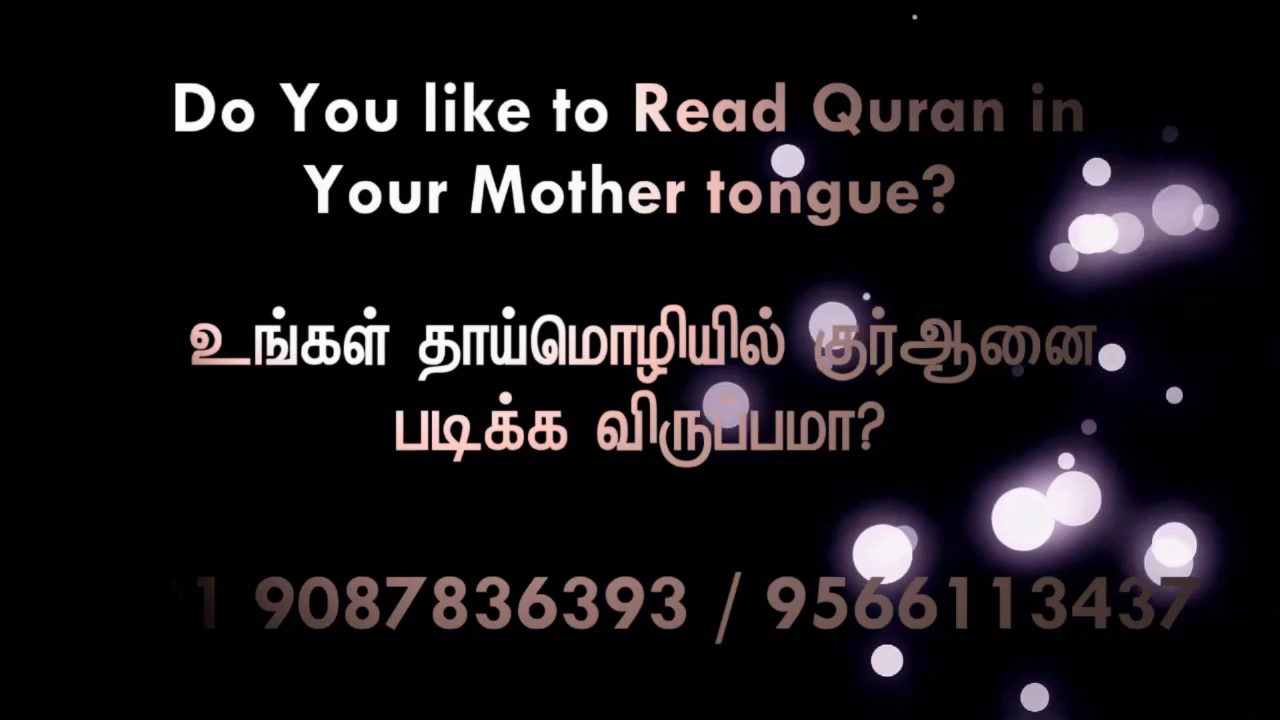 Do You like to Read Quran in
Your Mother tongue?
உங்கள் தாய்மொழியில் குர்ஆனை
படிக்க விருப்பமா?
9087836393 / 9566113437